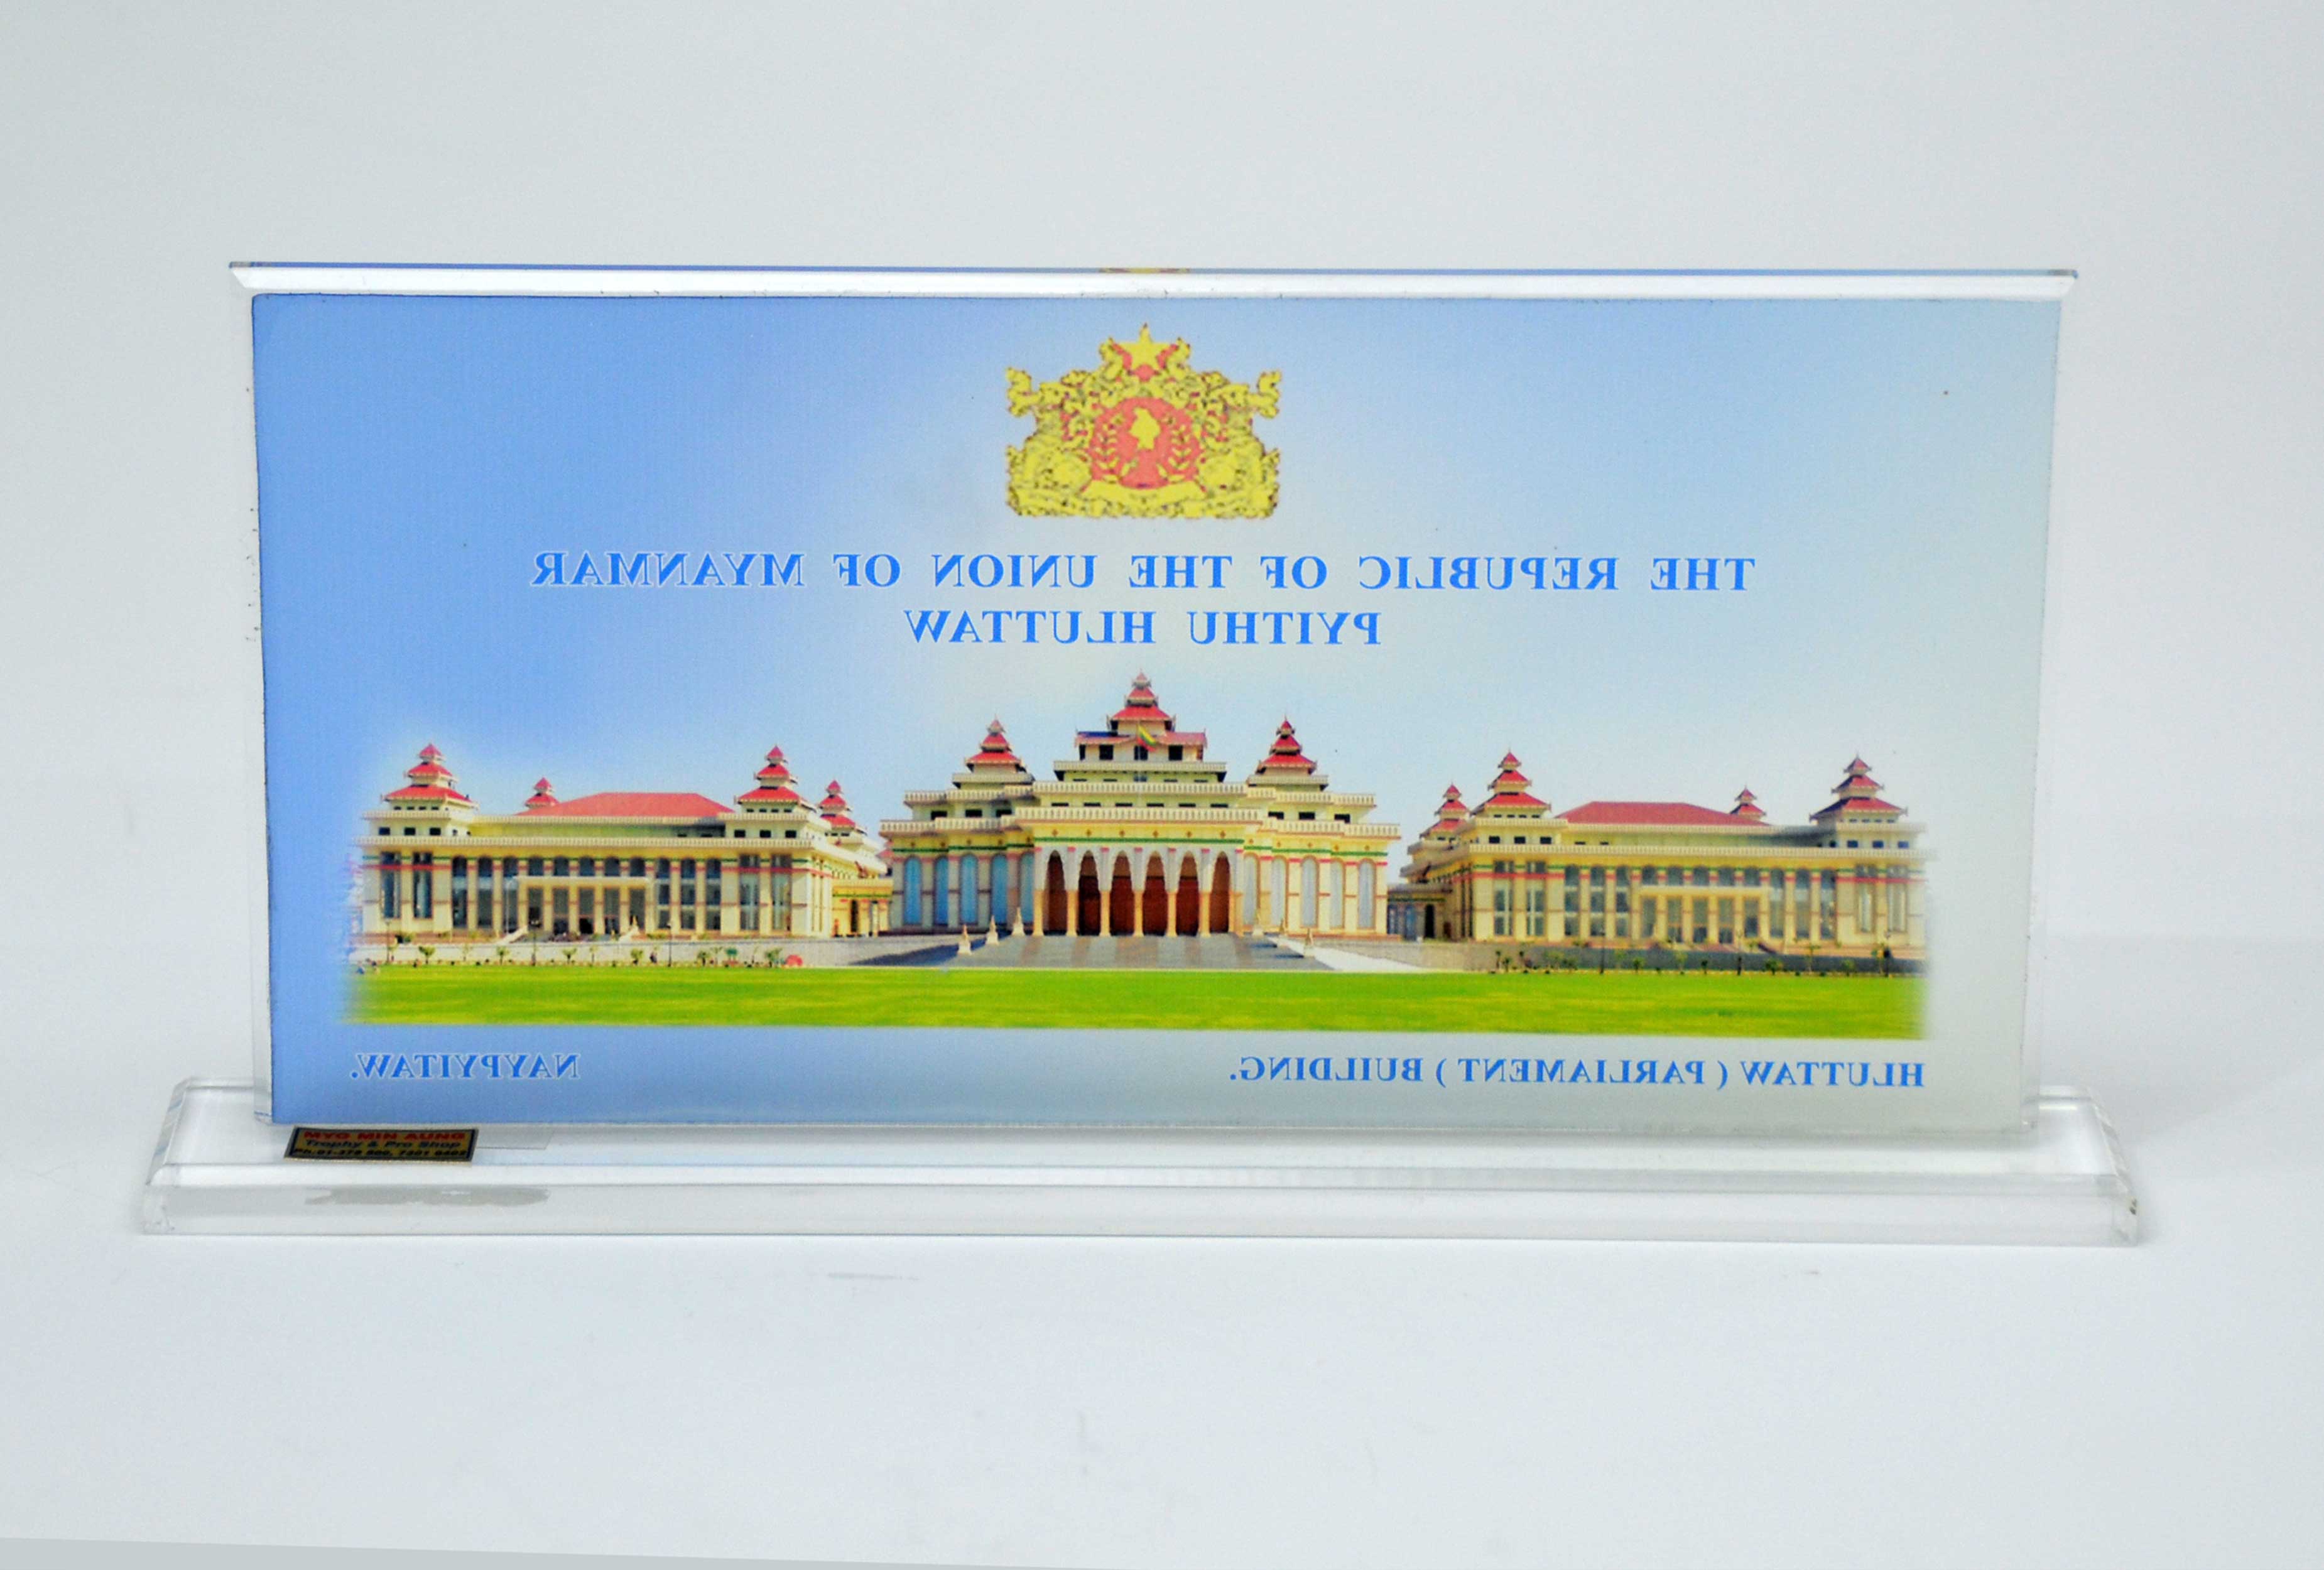 THE REPUBLIC OF THE UNION OF MYANMAR
PYITHU HLUTTAW
HLUTTAW ( PARLIAMENT ) BUILDING.
NAYPYITAW.
MYO MIN AUNG
Trophy & Pro Shop